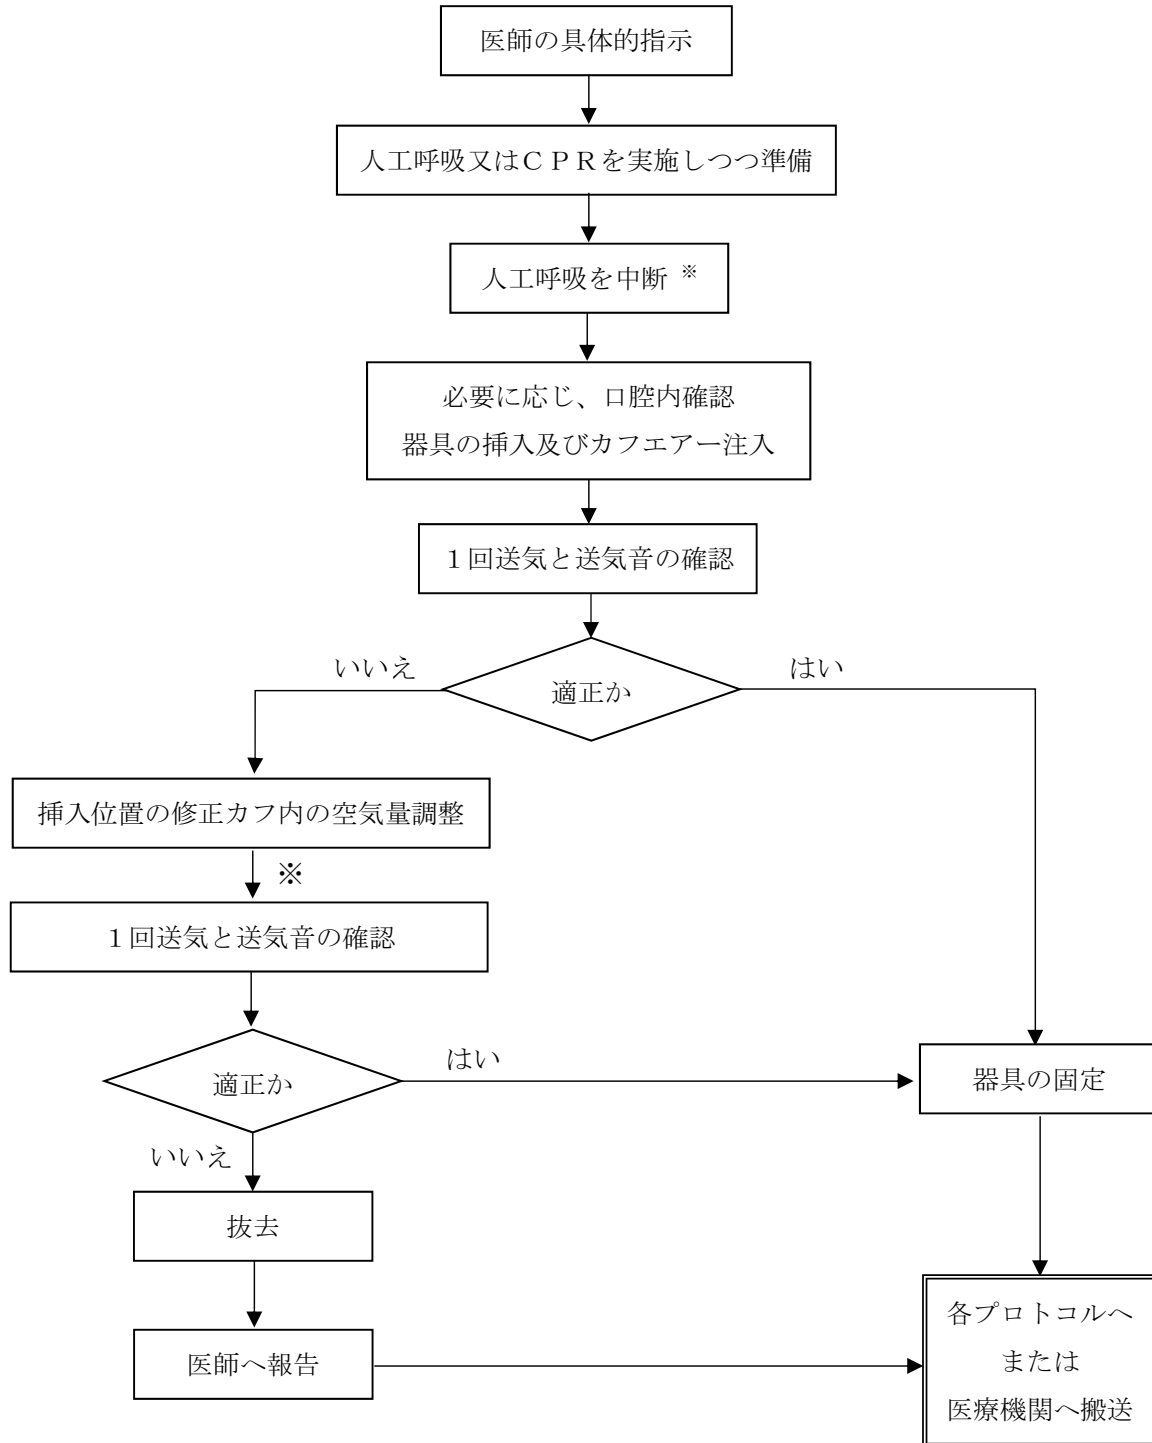 医師の具体的指示
人工呼吸又はＣＰＲを実施しつつ準備
人工呼吸を中断 ※
必要に応じ、口腔内確認
器具の挿入及びカフエアー注入
１回送気と送気音の確認
いいえ
はい
適正か
挿入位置の修正カフ内の空気量調整
※
１回送気と送気音の確認
はい
適正か
器具の固定
いいえ
抜去
各プロトコルへ
または
医師へ報告
医療機関へ搬送